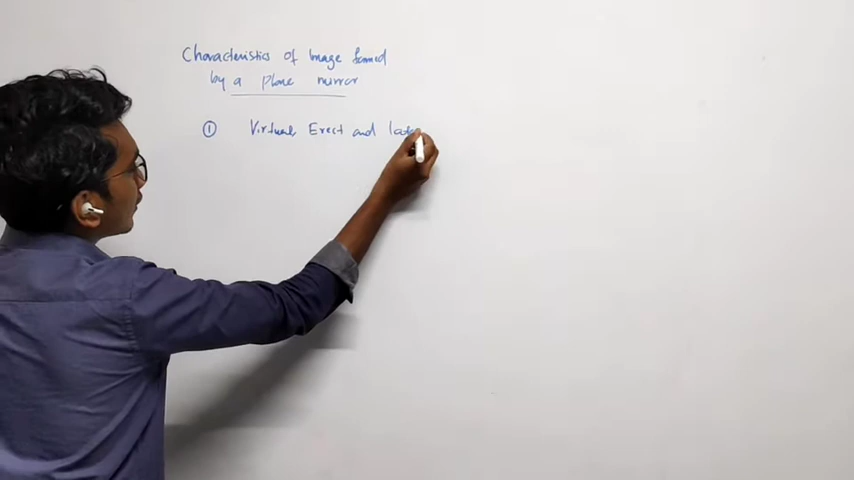 Characteristics of Image formed
by a plane mirror
① Virtual Erect and